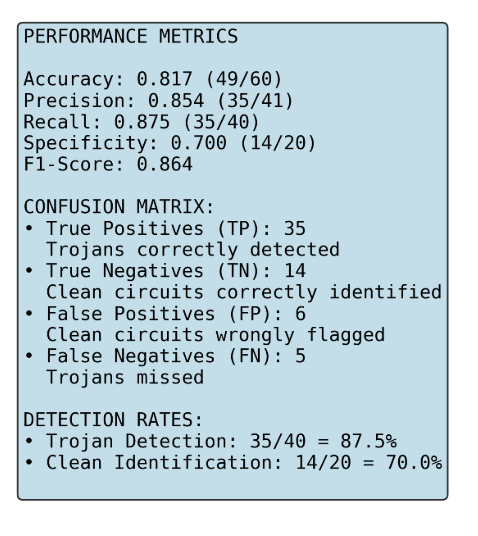 PERFORMANCE METRICS
Accuracy: 0.817 (49/60)
Precision: 0.854 (35/41)
Recall: 0.875 (35/40)
Specificity: 0.700 (14/20)
F1-Score: 0.864
CONFUSION MATRIX:
• True Positives (TP): 35
Trojans correctly detected
• True Negatives (TN): 14
Clean circuits correctly identified
• False Positives (FP): 6
Clean circuits wrongly flagged
• False Negatives (FN): 5
Trojans missed
DETECTION RATES:
• Trojan Detection: 35/40 = 87.5%
• Clean Identification: 14/20 = 70.0%